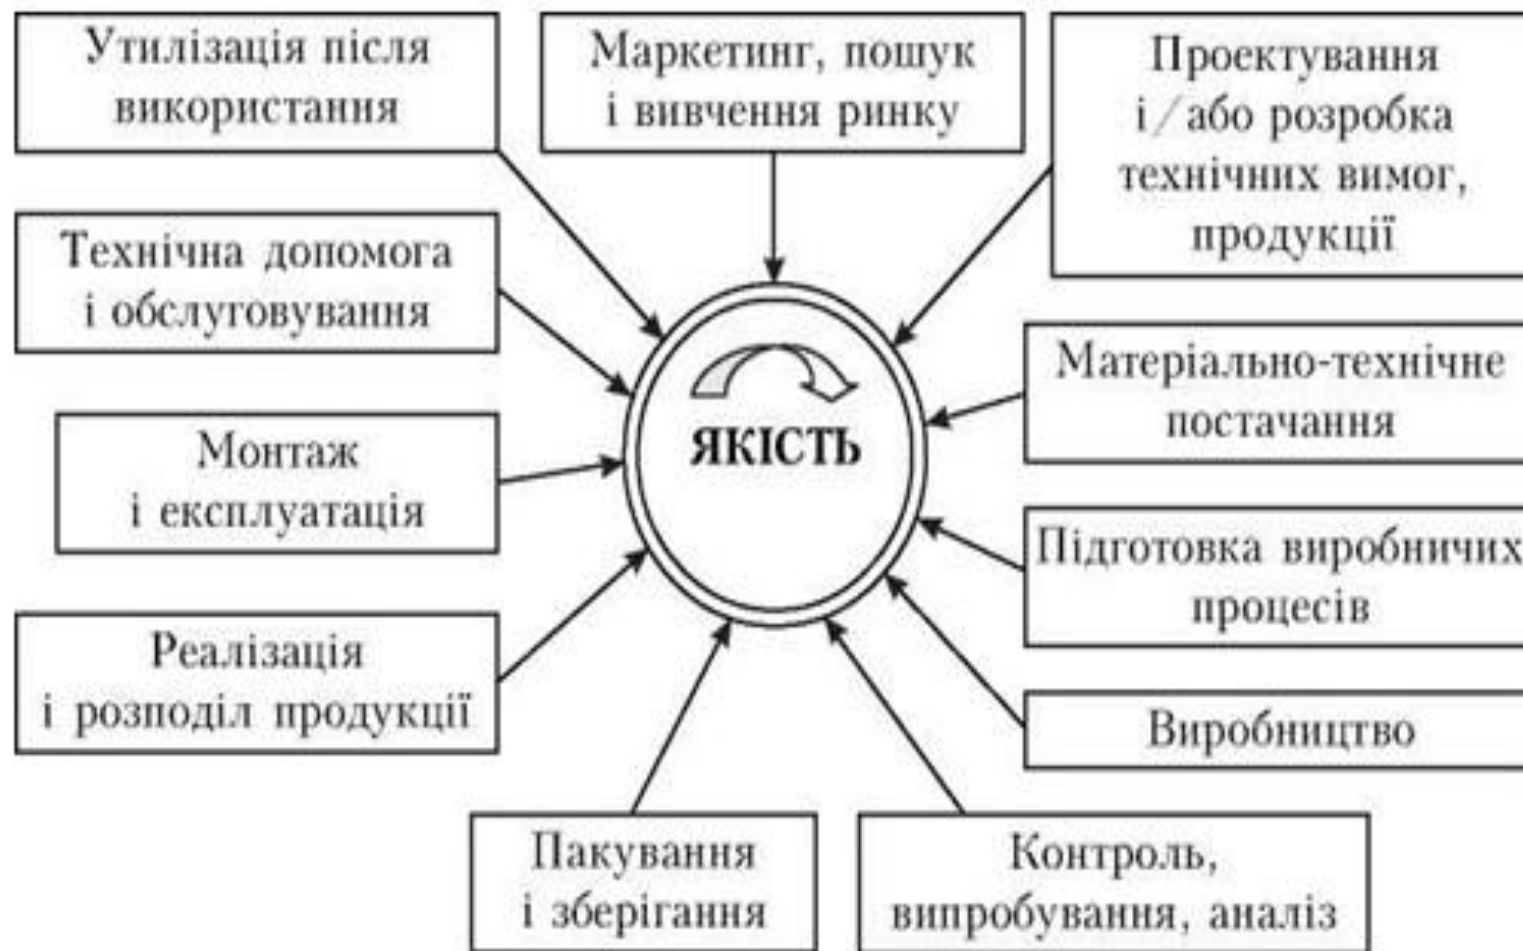 Утилізація після
використання
Маркетинг, пошук
і вивчення ринку
Проектування
і/або розробка
технічних вимог,
продукції
Технічна допомога
і обслуговування
Матеріально-технічне
постачання
ЯКІСТЬ
Монтаж
і експлуатація
Підготовка виробничих
процесів
Реалізація
і розподіл продукції
Виробництво
Пакування
і зберігання
Контроль,
випробування, аналіз